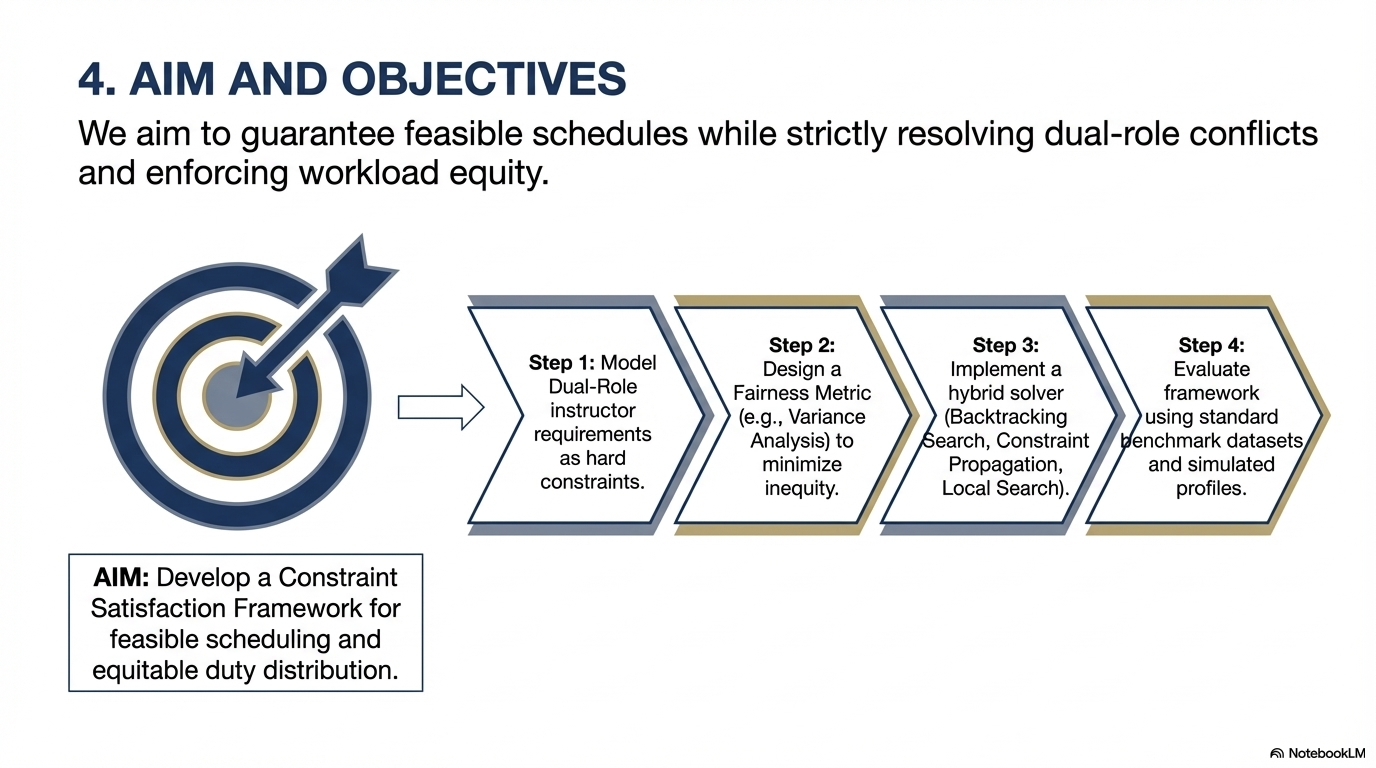 4. AIM AND OBJECTIVES
We aim to guarantee feasible schedules while strictly resolving dual-role conflicts
and enforcing workload equity.
AIM: Develop a Constraint
Satisfaction Framework for
feasible scheduling and
equitable duty distribution.
Step 1: Model
Dual-Role
instructor
requirements
as hard
constraints.
Step 2:
Design a
Fairness Metric
(e.g., Variance
Analysis) to
minimize
inequity.
Step 3:
Implement a
hybrid solver
(Backtracking
Search, Constraint
Propagation,
Local Search).
Step 4:
Evaluate
framework
using standard
benchmark datasets
and simulated
profiles.
NotebookLM